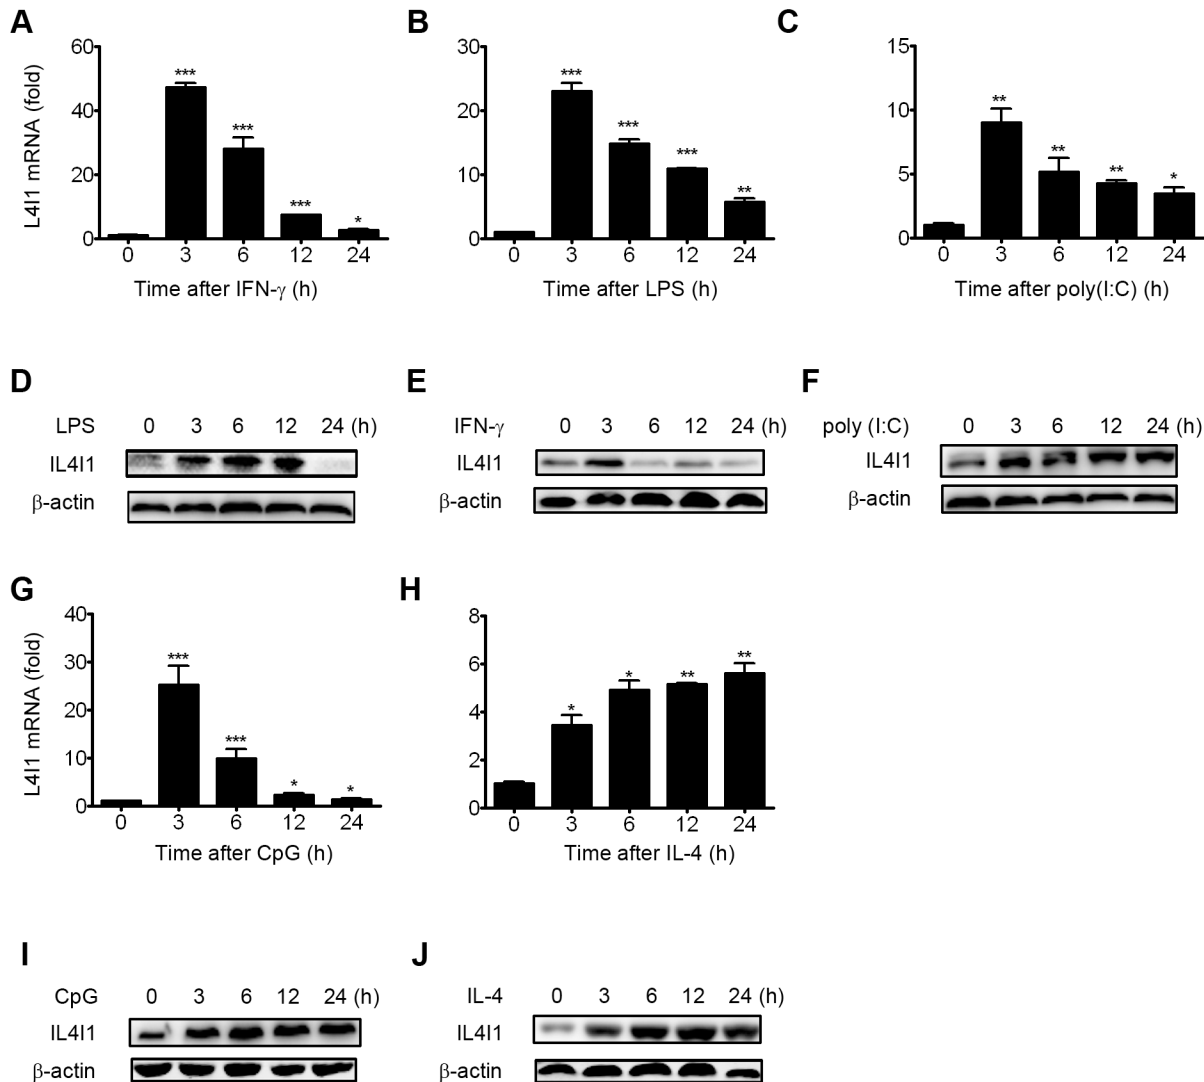 A
B
C
L4I1 mRNA (fold)
60
40
20
0
***
***
***
*
0 3 6 12 24
Time after IFN-γ (h)
30
20
10
0
***
***
***
**
0 3 6 12 24
Time after LPS (h)
15
10
5
0
**
**
**
*
0 3 6 12 24
Time after poly(I:C) (h)
D
E
F
LPS 0 3 6 12 24 (h)
IL4I1
β-actin
IFN-γ 0 3 6 12 24 (h)
IL4I1
β-actin
poly (I:C) 0 3 6 12 24 (h)
IL4I1
β-actin
G
H
L4I1 mRNA (fold)
40
30
20
10
0
***
***
*
*
0 3 6 12 24
Time after CpG (h)
8
6
4
2
0
*
*
**
**
0 3 6 12 24
Time after IL-4 (h)
I
J
CpG 0 3 6 12 24 (h)
IL4I1
β-actin
IL-4 0 3 6 12 24 (h)
IL4I1
β-actin